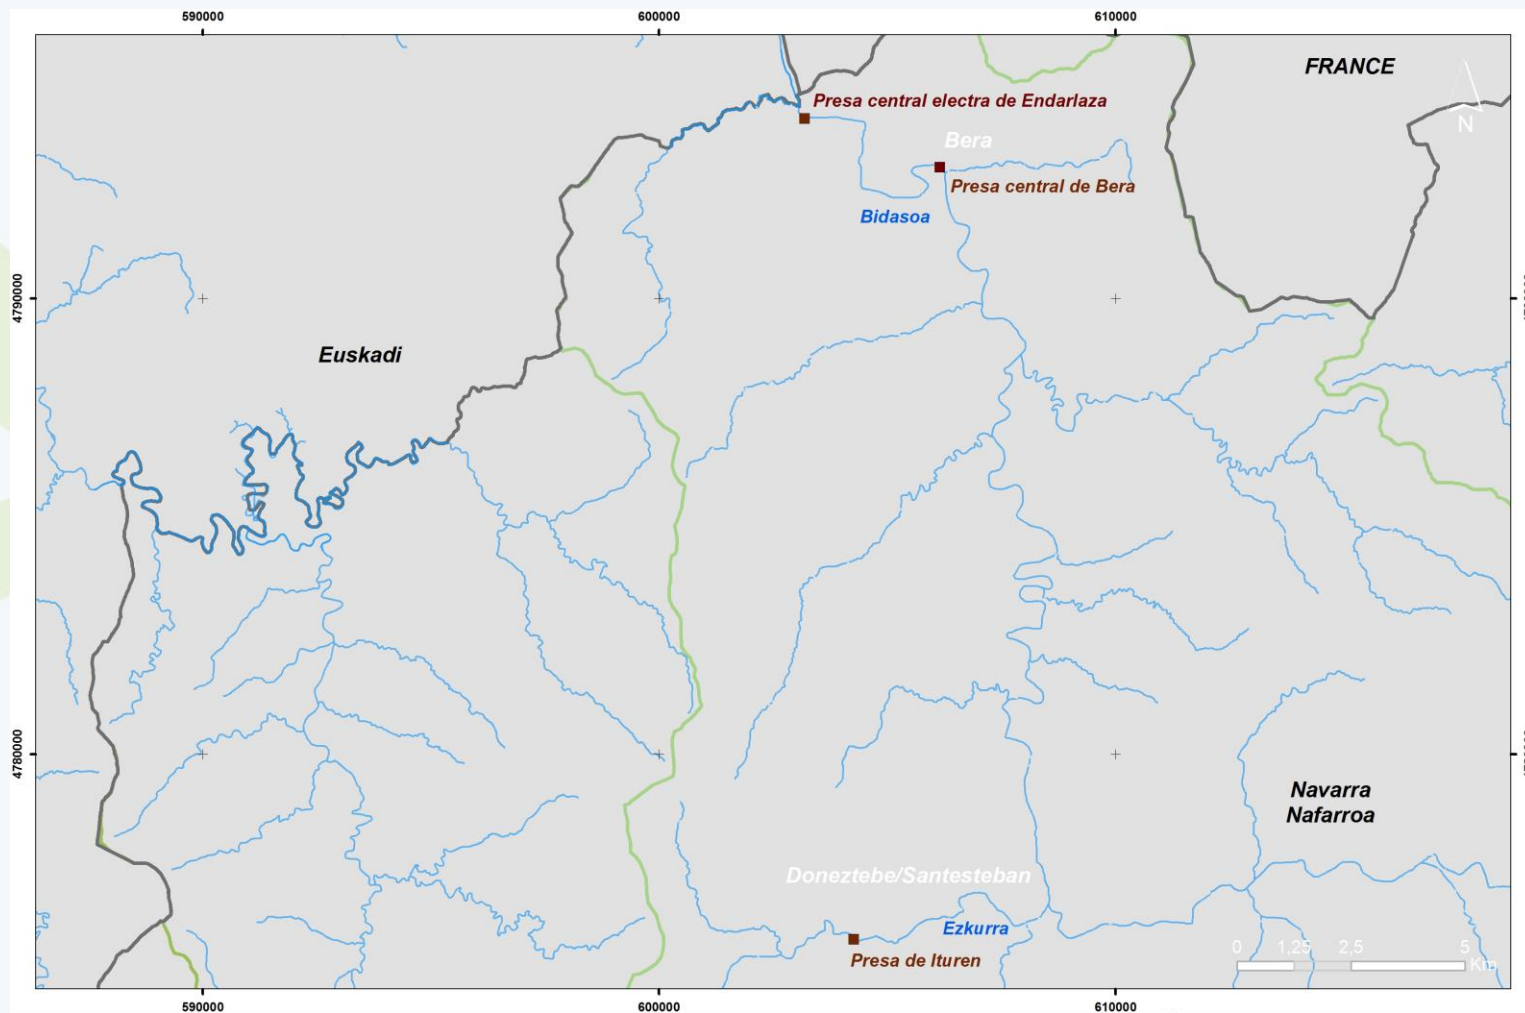 590000
600000
610000
FRANCE
Presa central electra de Endarlaza
N
Bera
Presa central de Bera
Bidasoa
4790000
Euskadi
4780000
Navarra
Nafarroa
Doneztebe/Santesteban
Ezkurra
Presa de Ituren
0 1,25 2,5 5
Km
590000
600000
610000